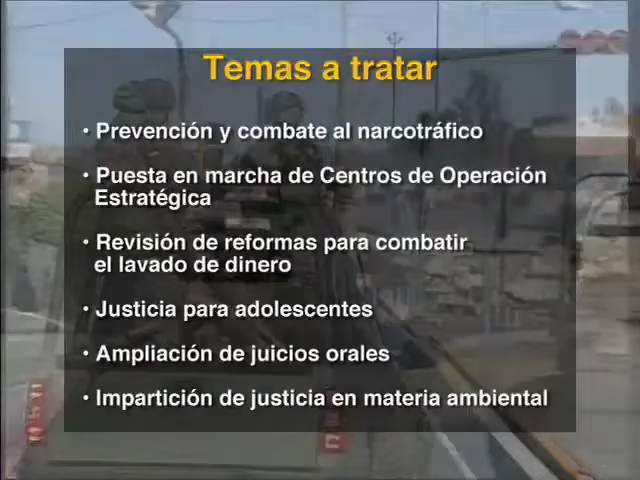 Temas a tratar
· Prevención y combate al narcotráfico
· Puesta en marcha de Centros de Operación
Estratégica
· Revisión de reformas para combatir
el lavado de dinero
· Justicia para adolescentes
· Ampliación de juicios orales
· Impartición de justicia en materia ambiental